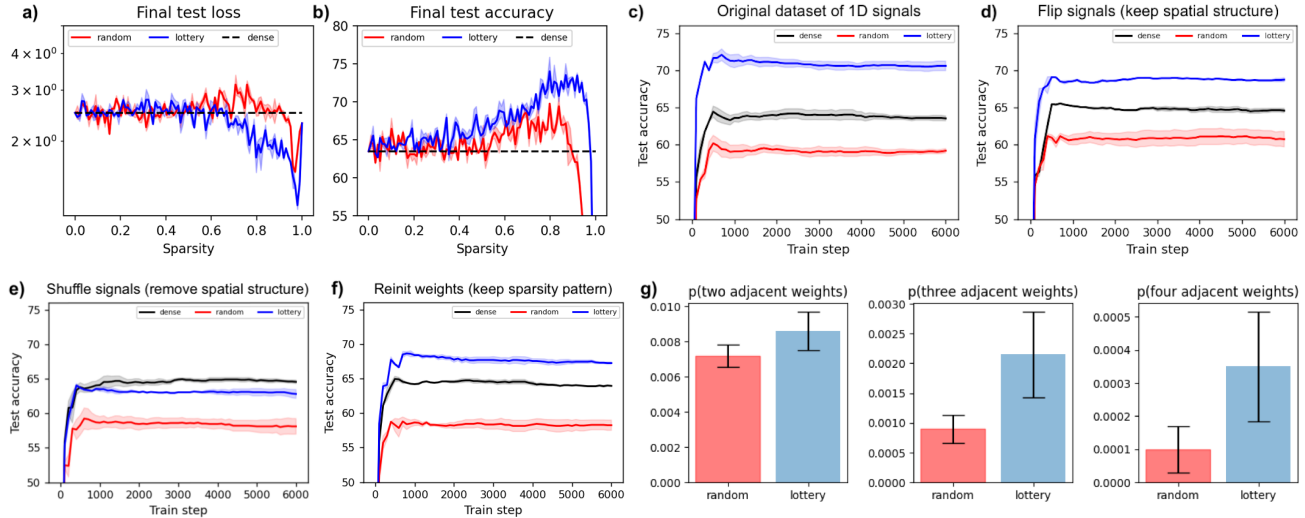 a)
Final test loss
random
lottery
dense
4 × 10⁰
3 × 10⁰
2 × 10⁰
0.0 0.2 0.4 0.6 0.8 1.0
Sparsity
b)
Final test accuracy
random
lottery
dense
80
75
70
65
60
55
0.0 0.2 0.4 0.6 0.8 1.0
Sparsity
c)
Original dataset of 1D signals
dense
random
lottery
Test accuracy
75
70
65
60
55
50
0 1000 2000 3000 4000 5000 6000
Train step
d)
Flip signals (keep spatial structure)
dense
random
lottery
Test accuracy
75
70
65
60
55
50
0 1000 2000 3000 4000 5000 6000
Train step
e)
Shuffle signals (remove spatial structure)
dense
random
lottery
Test accuracy
75
70
65
60
55
50
0 1000 2000 3000 4000 5000 6000
Train step
f)
Reinit weights (keep sparsity pattern)
dense
random
lottery
Test accuracy
75
70
65
60
55
50
0 1000 2000 3000 4000 5000 6000
Train step
g)
p(two adjacent weights)
0.010
0.008
0.006
0.004
0.002
0.000
random lottery
p(three adjacent weights)
0.0030
0.0025
0.0020
0.0015
0.0010
0.0005
0.0000
random lottery
p(four adjacent weights)
0.0005
0.0004
0.0003
0.0002
0.0001
0.0000
random lottery